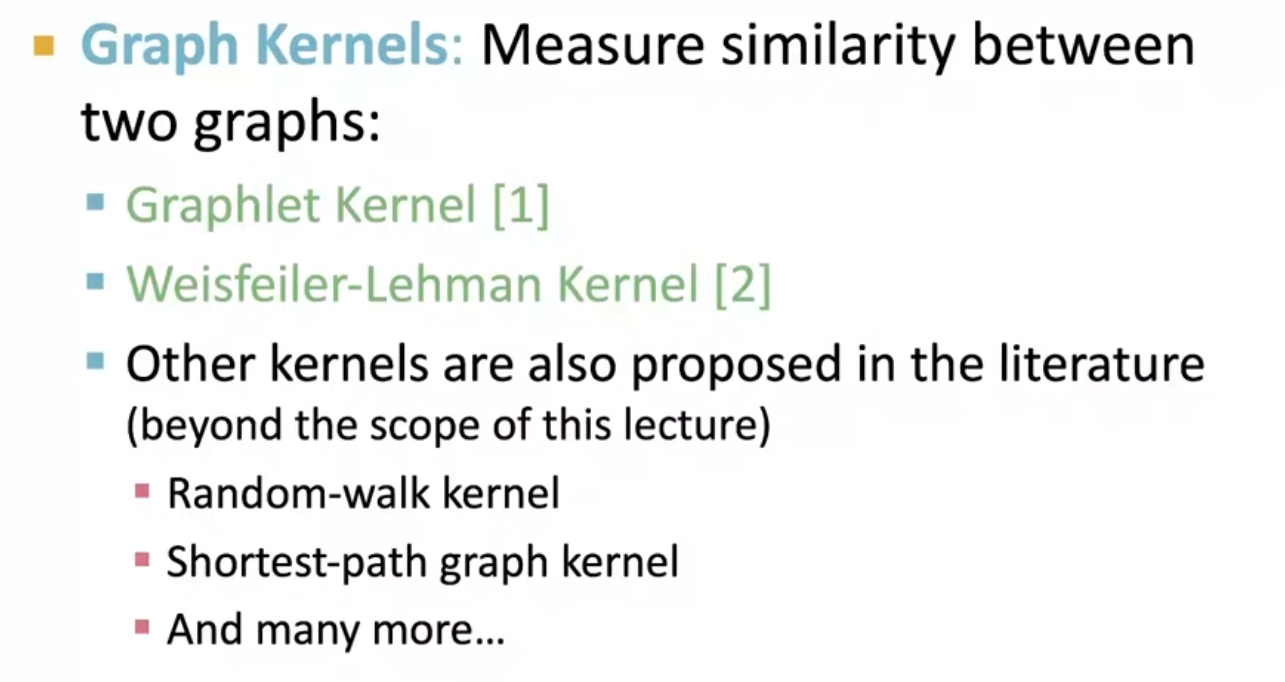 Graph Kernels: Measure similarity between
two graphs:
Graphlet Kernel [1]
Weisfeiler-Lehman Kernel [2]
Other kernels are also proposed in the literature
(beyond the scope of this lecture)
Random-walk kernel
Shortest-path graph kernel
And many more…